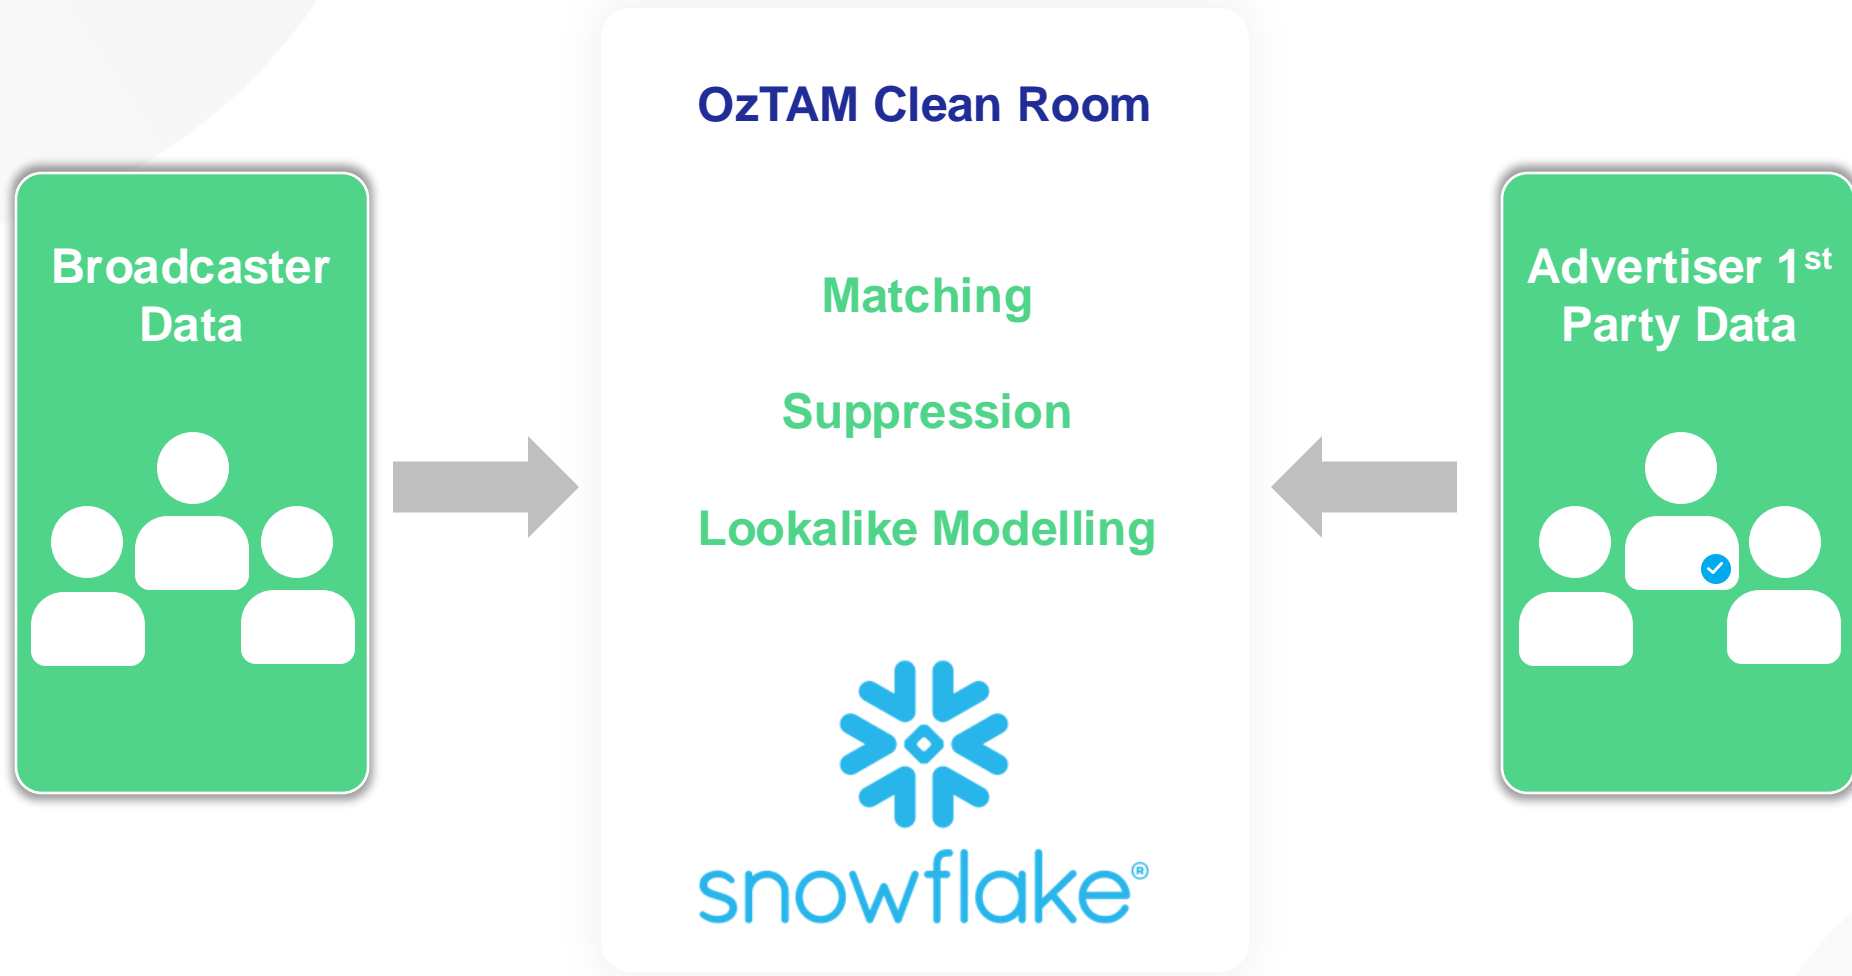 OzTAM Clean Room
Broadcaster
Data
Matching
Suppression
Lookalike Modelling
snowflake®
Advertiser 1st
Party Data